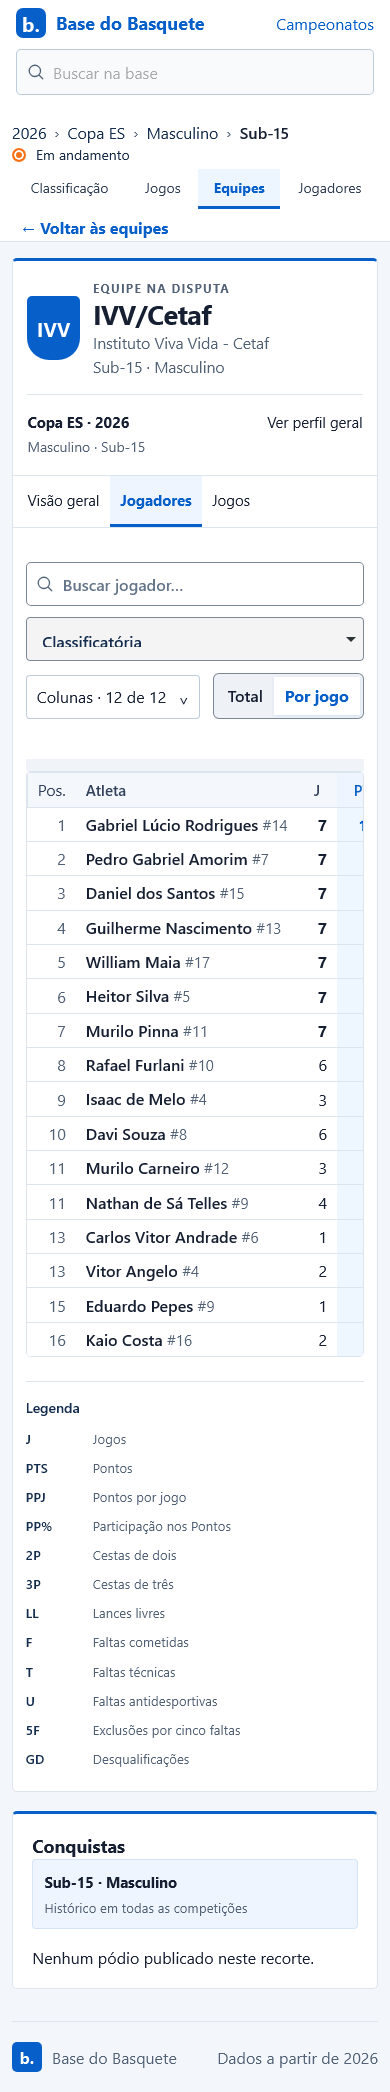 b. Base do Basquete Campeonatos
Buscar na base
2026 › Copa ES › Masculino › Sub-15
Em andamento
Classificação Jogos Equipes Jogadores
← Voltar às equipes
EQUIPE NA DISPUTA
IVV IVV/Cetaf
Instituto Viva Vida - Cetaf
Sub-15 · Masculino
Copa ES · 2026 Ver perfil geral
Masculino · Sub-15
Visão geral Jogadores Jogos
Buscar jogador...
Classificatória
Colunas · 12 de 12 Total Por jogo
Pos. Atleta J
1 Gabriel Lúcio Rodrigues #14 7
2 Pedro Gabriel Amorim #7 7
3 Daniel dos Santos #15 7
4 Guilherme Nascimento #13 7
5 William Maia #17 7
6 Heitor Silva #5 7
7 Murilo Pinna #11 7
8 Rafael Furlani #10 6
9 Isaac de Melo #4 3
10 Davi Souza #8 6
11 Murilo Carneiro #12 3
11 Nathan de Sá Telles #9 4
13 Carlos Vitor Andrade #6 1
13 Vitor Angelo #4 2
15 Eduardo Pepes #9 1
16 Kaio Costa #16 2
Legenda
J Jogos
PTS Pontos
PPJ Pontos por jogo
PP% Participação nos Pontos
2P Cestas de dois
3P Cestas de três
LL Lances livres
F Faltas cometidas
T Faltas técnicas
U Faltas antidesportivas
5F Exclusões por cinco faltas
GD Desqualificações
Conquistas
Sub-15 · Masculino
Histórico em todas as competições
Nenhum pódio publicado neste recorte.
b. Base do Basquete Dados a partir de 2026